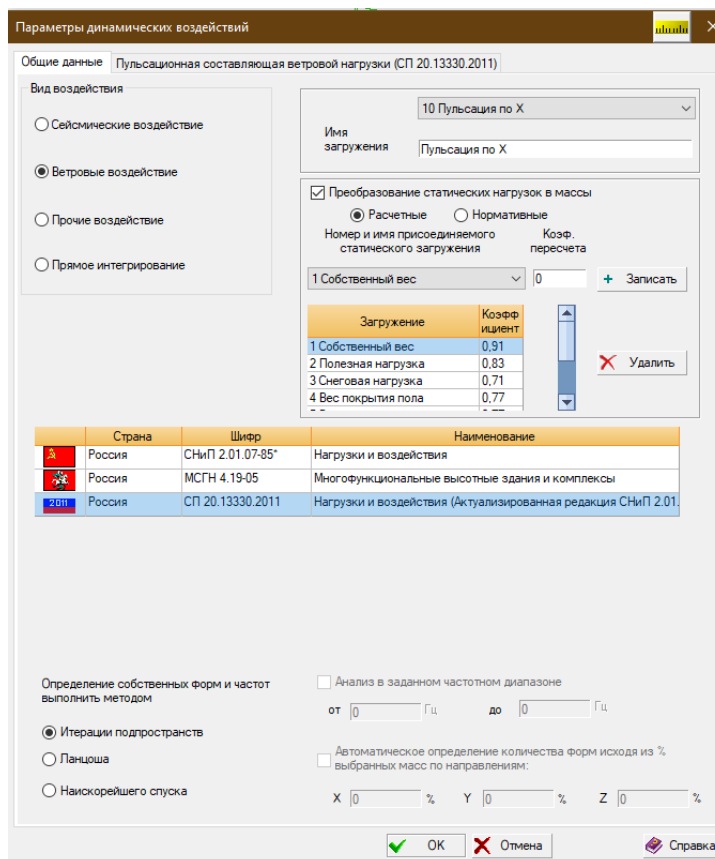 Параметры динамических воздействий
Общие данные
Пульсационная составляющая ветровой нагрузки (СП 20.13330.2011)
Вид воздействия
Сейсмические воздействие
Ветровые воздействие
Прочие воздействие
Прямое интегрирование
10 Пульсация по X
Имя
загружения
Пульсация по X
Преобразование статических нагрузок в массы
Расчетные
Нормативные
Номер и имя присоединяемого
статического загружения
Коэф.
пересчета
1 Собственный вес
0
+ Записать
Загружение
Коэфф
ициент
1 Собственный вес 0,91
2 Полезная нагрузка 0,83
3 Снеговая нагрузка 0,71
4 Вес покрытия пола 0,77
Удалить
Страна Шифр Наименование
Россия СНиП 2.01.07-85* Нагрузки и воздействия
Россия МСГН 4.19-05 Многофункциональные высотные здания и комплексы
2011 Россия СП 20.13330.2011 Нагрузки и воздействия (Актуализированная редакция СНиП 2.01.
Определение собственных форм и частот
выполнить методом
Итерации подпространств
Ланцоша
Наискорейшего спуска
Анализ в заданном частотном диапазоне
от 0 Гц до 0 Гц
Автоматическое определение количества форм исходя из %
выбранных масс по направлениям:
X 0 % Y 0 % Z 0 %
OK
Отмена
Справка